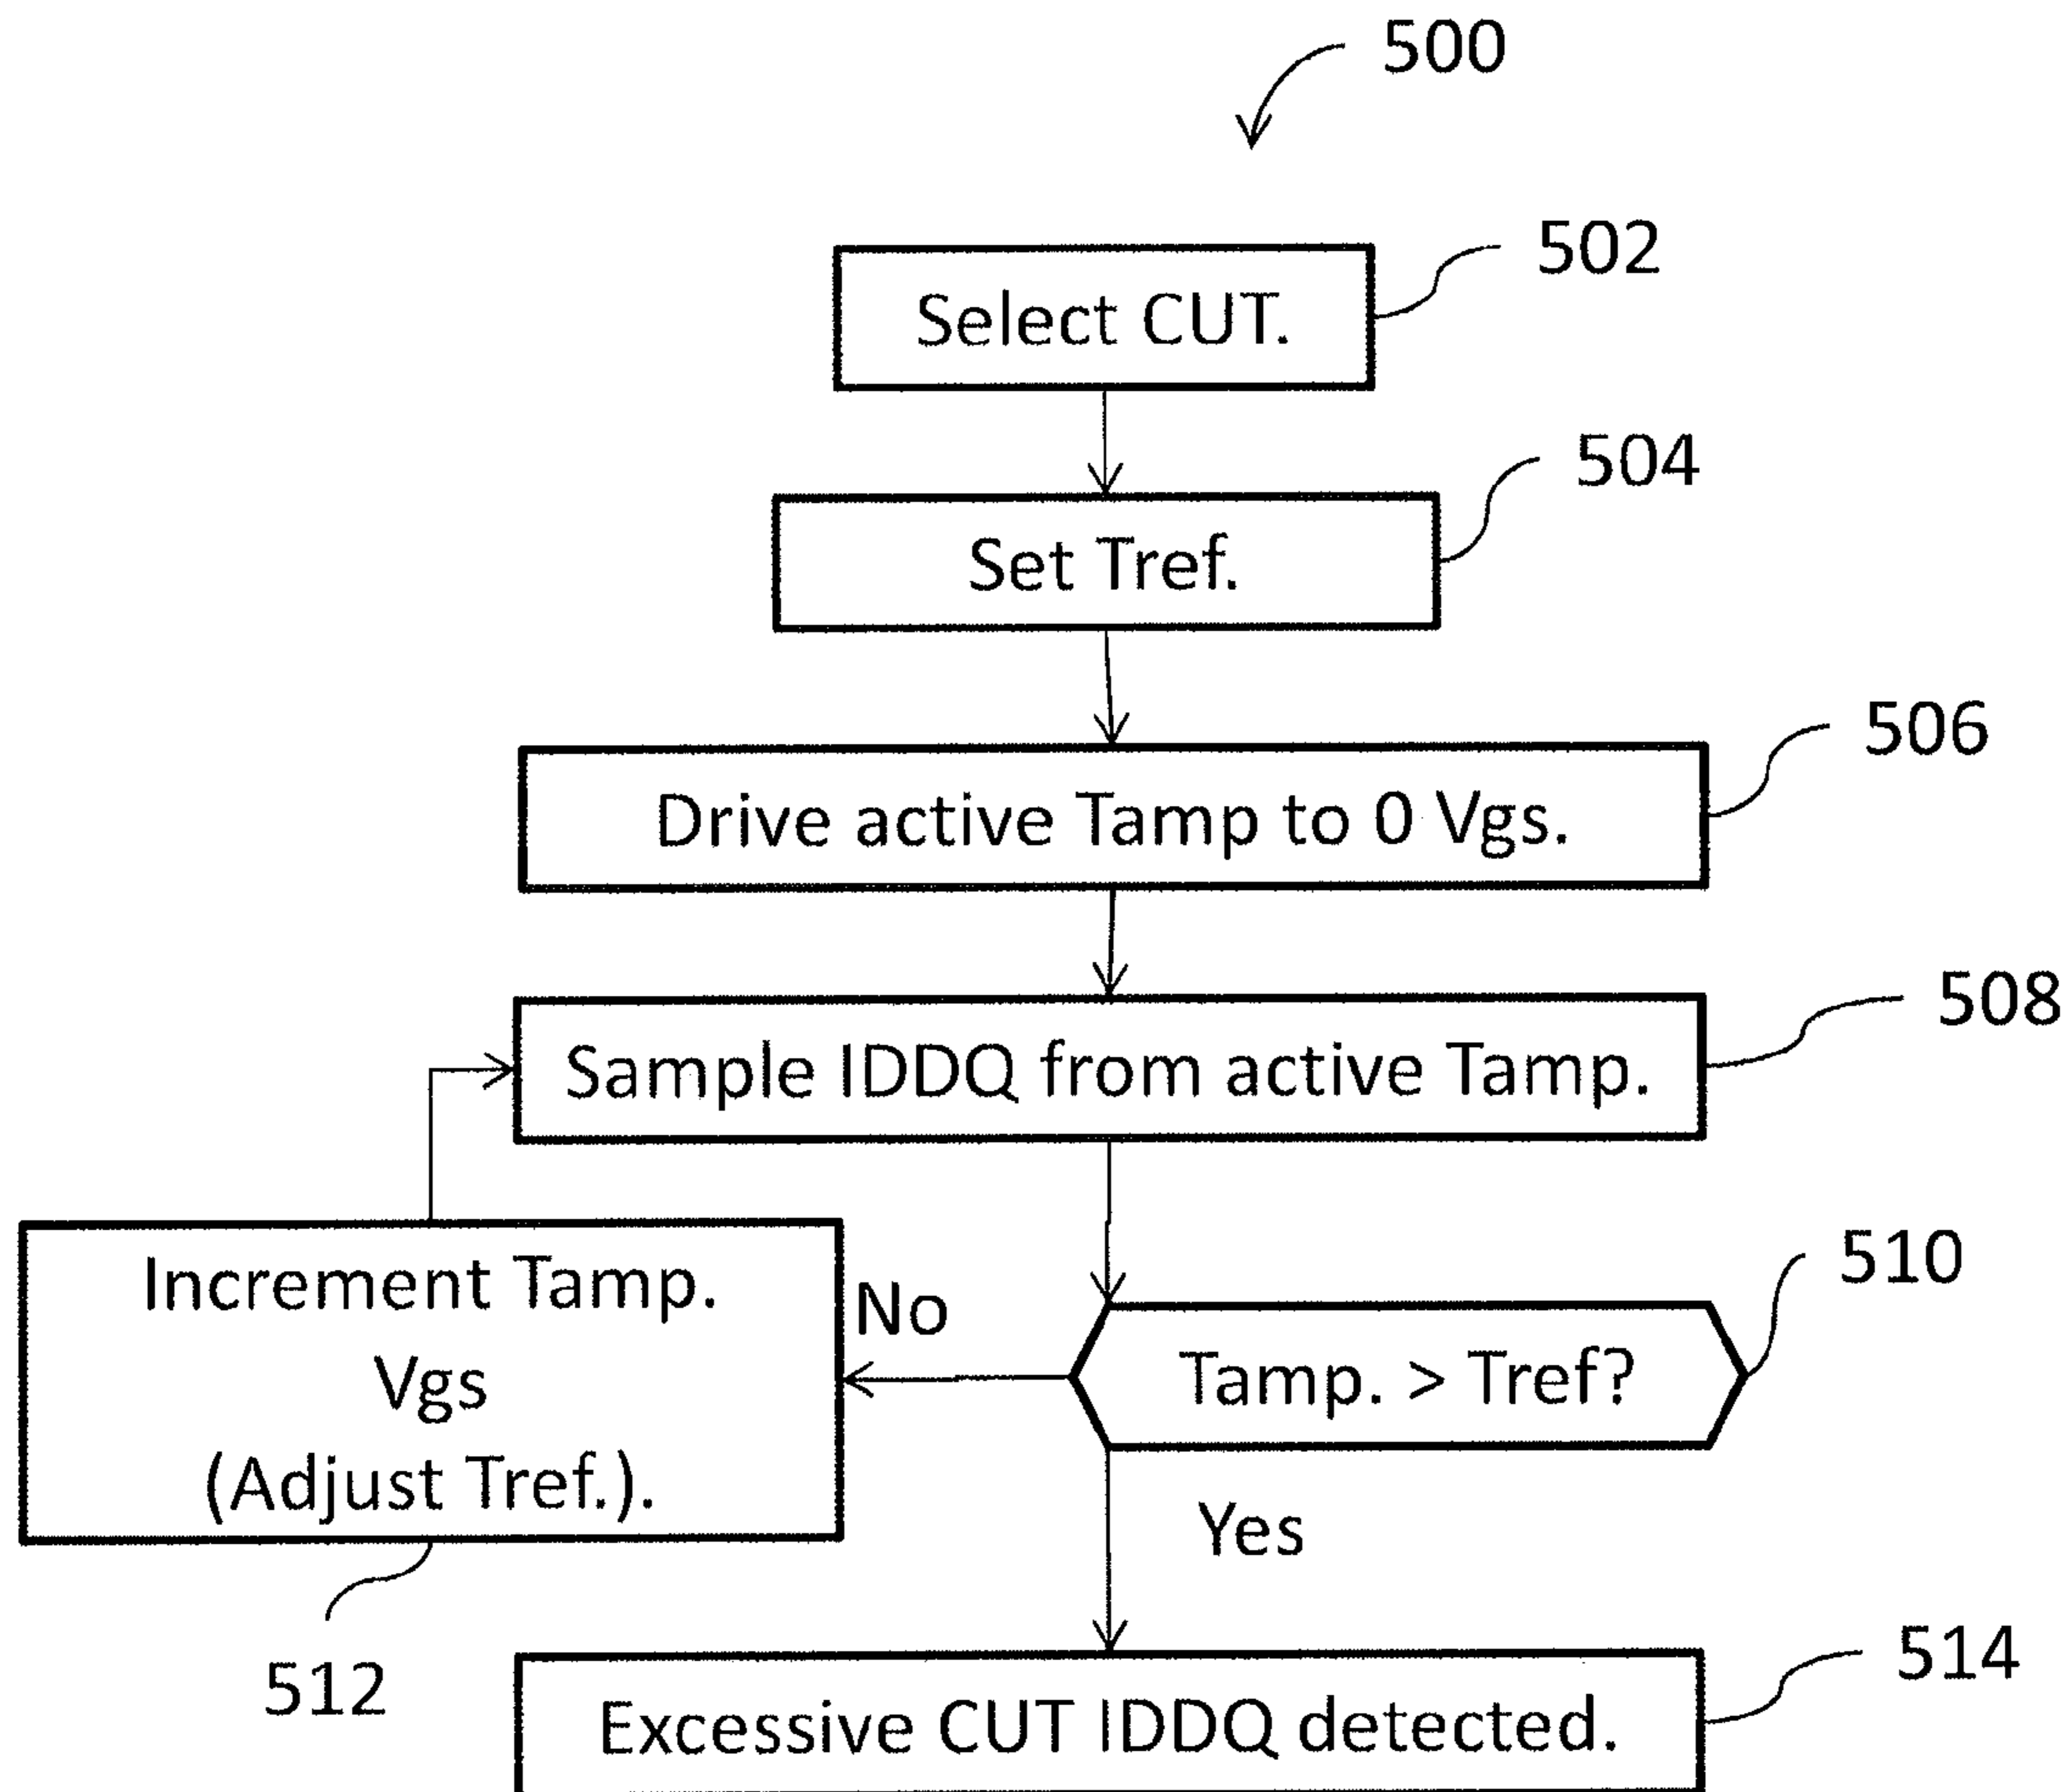 500
502
Select CUT.
504
Set Tref.
506
Drive active Tamp to 0 Vgs.
508
Sample IDDQ from active Tamp.
510
Increment Tamp.
Vgs
(Adjust Tref.).
No
Tamp. > Tref?
Yes
512
514
Excessive CUT IDDQ detected.